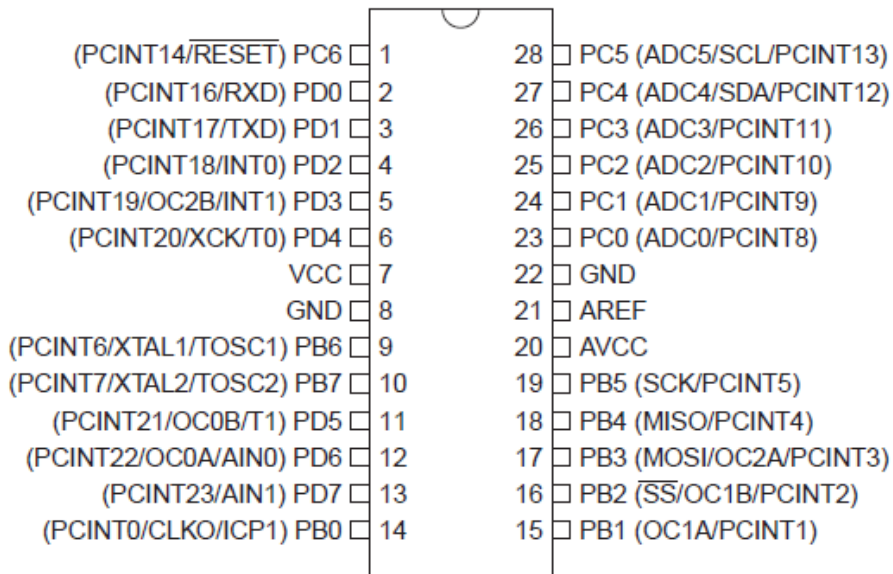 (PCINT14/RESET) PC6 1 28 PC5 (ADC5/SCL/PCINT13)
(PCINT16/RXD) PD0 2 27 PC4 (ADC4/SDA/PCINT12)
(PCINT17/TXD) PD1 3 26 PC3 (ADC3/PCINT11)
(PCINT18/INT0) PD2 4 25 PC2 (ADC2/PCINT10)
(PCINT19/OC2B/INT1) PD3 5 24 PC1 (ADC1/PCINT9)
(PCINT20/XCK/T0) PD4 6 23 PC0 (ADC0/PCINT8)
VCC 7 22 GND
GND 8 21 AREF
(PCINT6/XTAL1/TOSC1) PB6 9 20 AVCC
(PCINT7/XTAL2/TOSC2) PB7 10 19 PB5 (SCK/PCINT5)
(PCINT21/OC0B/T1) PD5 11 18 PB4 (MISO/PCINT4)
(PCINT22/OC0A/AIN0) PD6 12 17 PB3 (MOSI/OC2A/PCINT3)
(PCINT23/AIN1) PD7 13 16 PB2 (SS/OC1B/PCINT2)
(PCINT0/CLKO/ICP1) PB0 14 15 PB1 (OC1A/PCINT1)